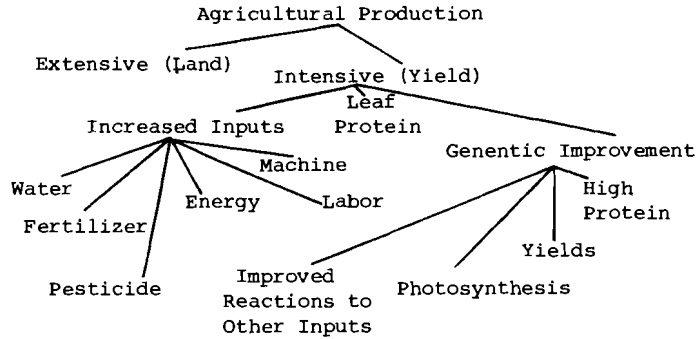 Agricultural Production
Extensive (Land)
Intensive (Yield)
Leaf
Protein
Increased Inputs
Genentic Improvement
Machine
Water
Energy
Labor
High
Protein
Fertilizer
Yields
Pesticide
Improved
Reactions to
Other Inputs
Photosynthesis